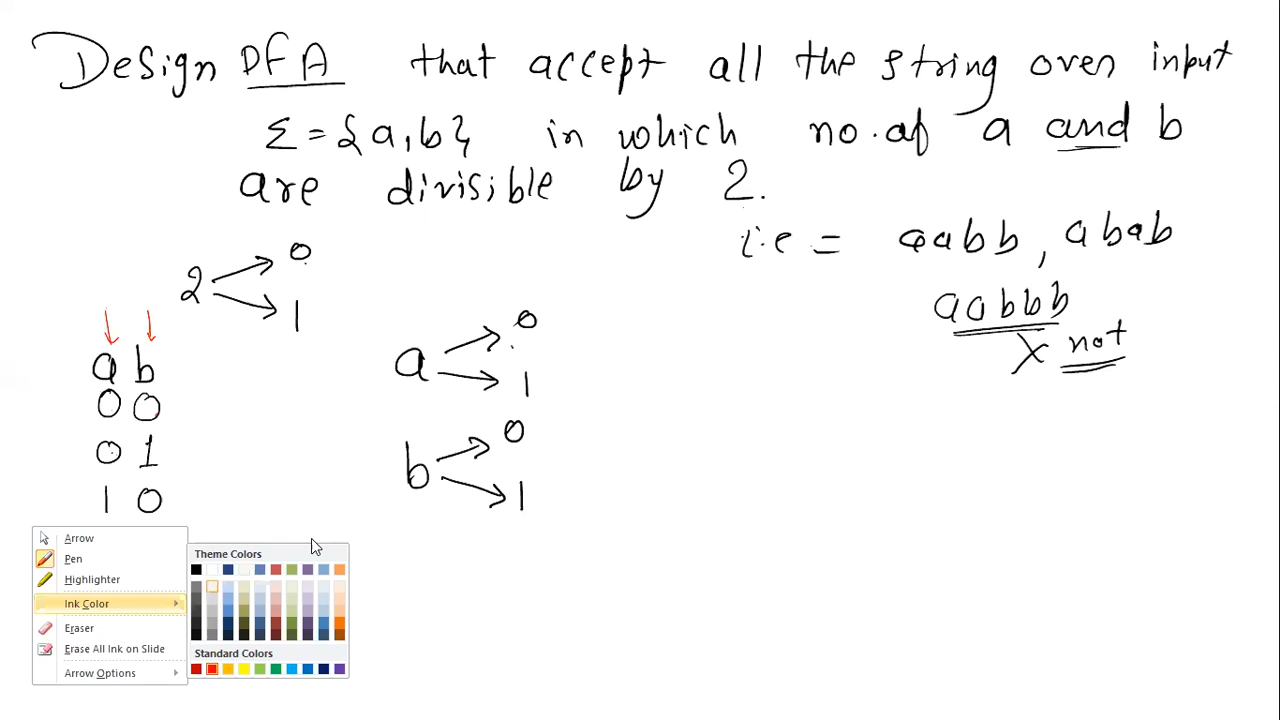 Design DFA that accept all the string over input
Σ = {a, b} in which no. of a and b
are divisible by 2.
i.e = aabb, abab
aabbb
X not
2 0
1
a b
0 0
0 1
1 0
a 0
1
b 0
1
Arrow
Pen
Highlighter
Ink Color
Eraser
Erase All Ink on Slide
Arrow Options
Theme Colors
Standard Colors